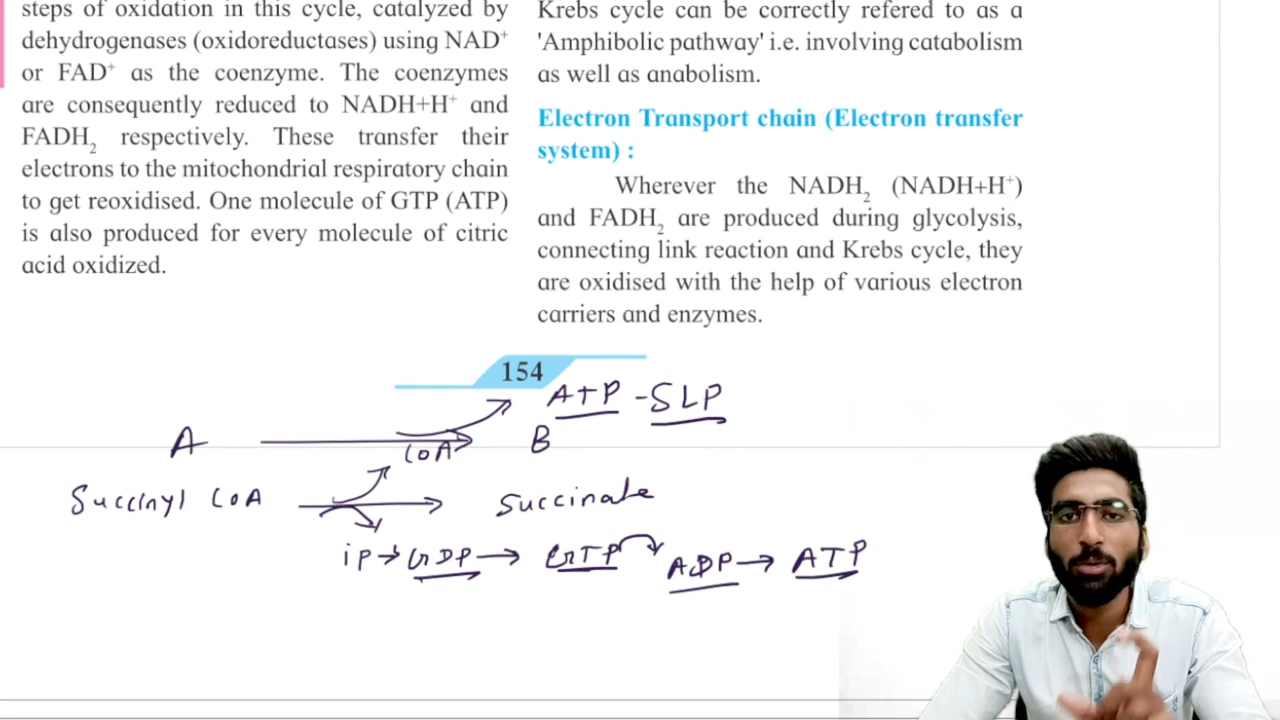 steps of oxidation in this cycle, catalyzed by
dehydrogenases (oxidoreductases) using NAD⁺
or FAD⁺ as the coenzyme. The coenzymes
are consequently reduced to NADH+H⁺ and
FADH₂ respectively. These transfer their
electrons to the mitochondrial respiratory chain
to get reoxidised. One molecule of GTP (ATP)
is also produced for every molecule of citric
acid oxidized.
Krebs cycle can be correctly refered to as a
'Amphibolic pathway' i.e. involving catabolism
as well as anabolism.
Electron Transport chain (Electron transfer
system) :
Wherever the NADH₂ (NADH+H⁺)
and FADH₂ are produced during glycolysis,
connecting link reaction and Krebs cycle, they
are oxidised with the help of various electron
carriers and enzymes.
154
ATP - SLP
A → B
CoA
Succinyl CoA → Succinate
iP → GDP → GTP → ADP → ATP